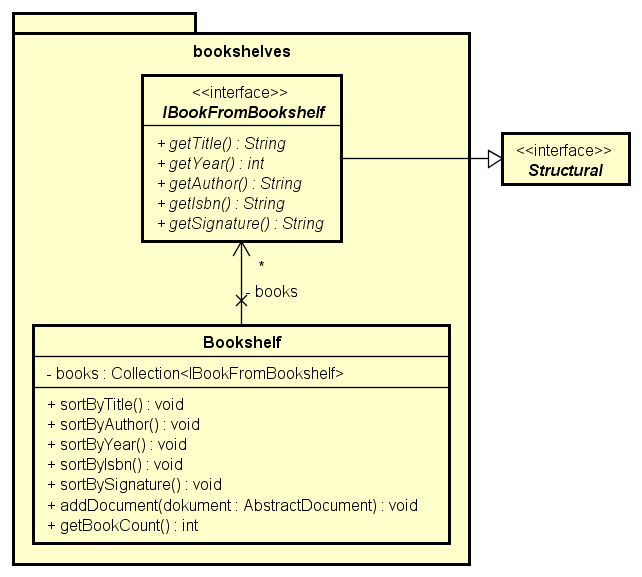 bookshelves
<<interface>>
IBookFromBookshelf
+ getTitle() : String
+ getYear() : int
+ getAuthor() : String
+ getIsbn() : String
+ getSignature() : String
<<interface>>
Structural
*
- books
Bookshelf
- books : Collection<IBookFromBookshelf>
+ sortByTitle() : void
+ sortByAuthor() : void
+ sortByYear() : void
+ sortByIsbn() : void
+ sortBySignature() : void
+ addDocument(dokument : AbstractDocument) : void
+ getBookCount() : int